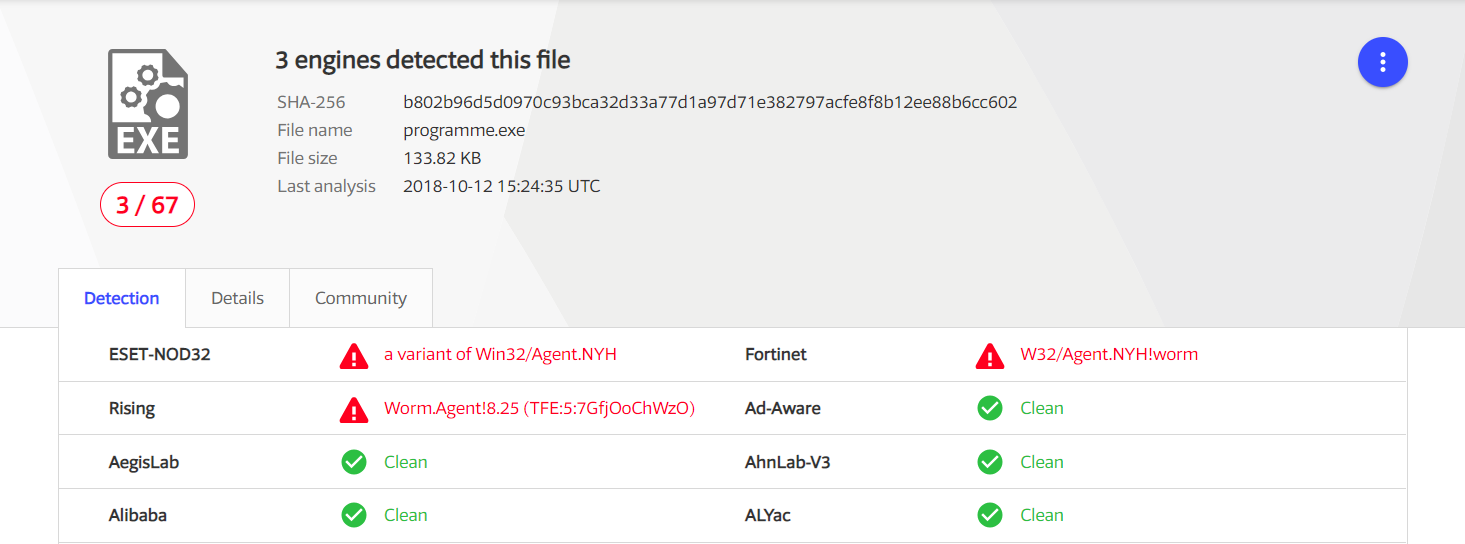 3 engines detected this file
SHA-256 b802b96d5d0970c93bca32d33a77d1a97d71e382797acfe8f8b12ee88b6cc602
File name programme.exe
File size 133.82 KB
Last analysis 2018-10-12 15:24:35 UTC
EXE
3 / 67
Detection Details Community
ESET-NOD32 a variant of Win32/Agent.NYH Fortinet W32/Agent.NYH!worm
Rising Worm.Agent!8.25 (TFE:5:7GfjOoChWzO) Ad-Aware Clean
AegisLab Clean AhnLab-V3 Clean
Alibaba Clean ALYac Clean